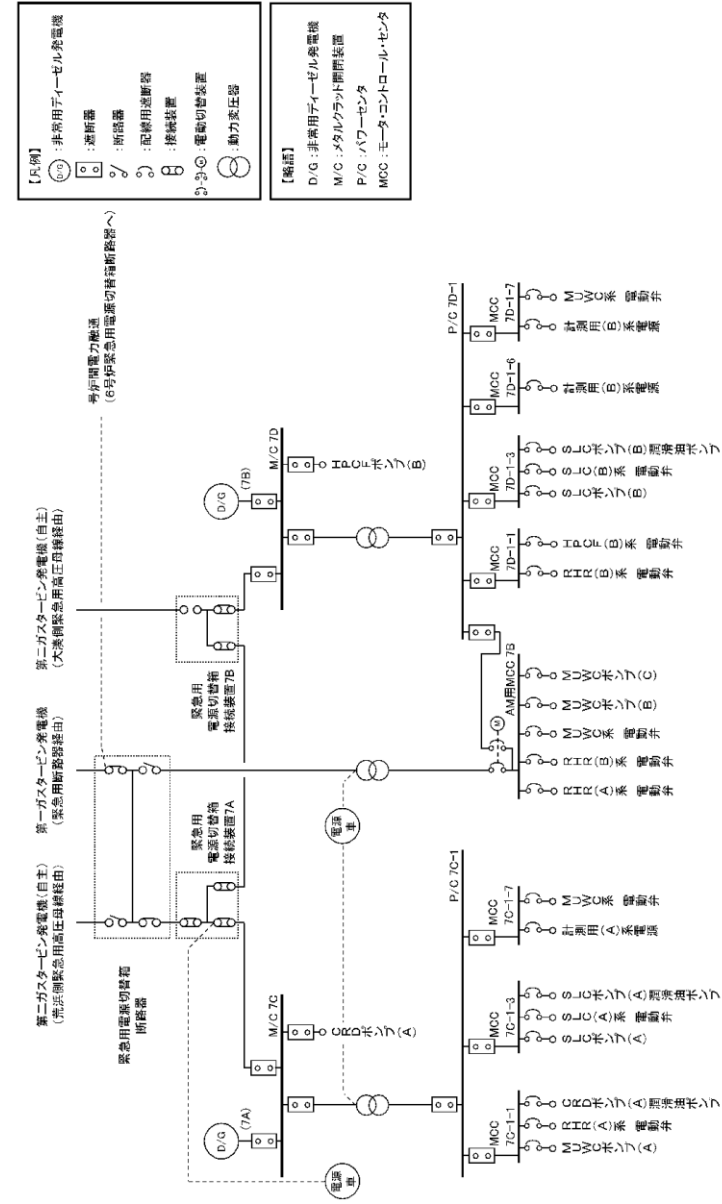 第二ガスタービン発電機(自主)
(荒浜側緊急用高圧母線経由)
第一ガスタービン発電機
(緊急用断路器経由)
第二ガスタービン発電機(自主)
(大湊側緊急用高圧母線経由)
号炉間電力融通
(6号炉緊急用電源切替箱断路器へ)
緊急用電源切替箱
断路器
緊急用
電源切替箱
接続装置7A
緊急用
電源切替箱
接続装置7B
電源
車
D/G
(7A)
M/C 7C
CRDポンプ(A)
電源
車
D/G
(7B)
M/C 7D
HPCFポンプ(B)
P/C 7C-1
MCC
7C-1-1
MUWCポンプ(A)
RHR(A)系 電動弁
CRDポンプ(A)潤滑油ポンプ
MCC
7C-1-3
SLCポンプ(A)
SLC(A)系 電動弁
SLCポンプ(A)潤滑油ポンプ
MCC
7C-1-7
計測用(A)系電源
MUWC系 電動弁
M
AM用MCC 7B
RHR(A)系 電動弁
RHR(B)系 電動弁
MUWC系 電動弁
MUWCポンプ(B)
MUWCポンプ(C)
P/C 7D-1
MCC
7D-1-1
RHR(B)系 電動弁
HPCF(B)系 電動弁
MCC
7D-1-3
SLCポンプ(B)
SLC(B)系 電動弁
SLCポンプ(B)潤滑油ポンプ
MCC
7D-1-6
計測用(B)系電源
MCC
7D-1-7
計測用(B)系電源
MUWC系 電動弁
【凡例】
D/G :非常用ディーゼル発電機
:遮断器
:断路器
:配線用遮断器
:接続装置
M :電動切替装置
:動力変圧器
【略語】
D/G :非常用ディーゼル発電機
M/C :メタルクラッド開閉装置
P/C :パワーセンタ
MCC :モータ・コントロール・センタ